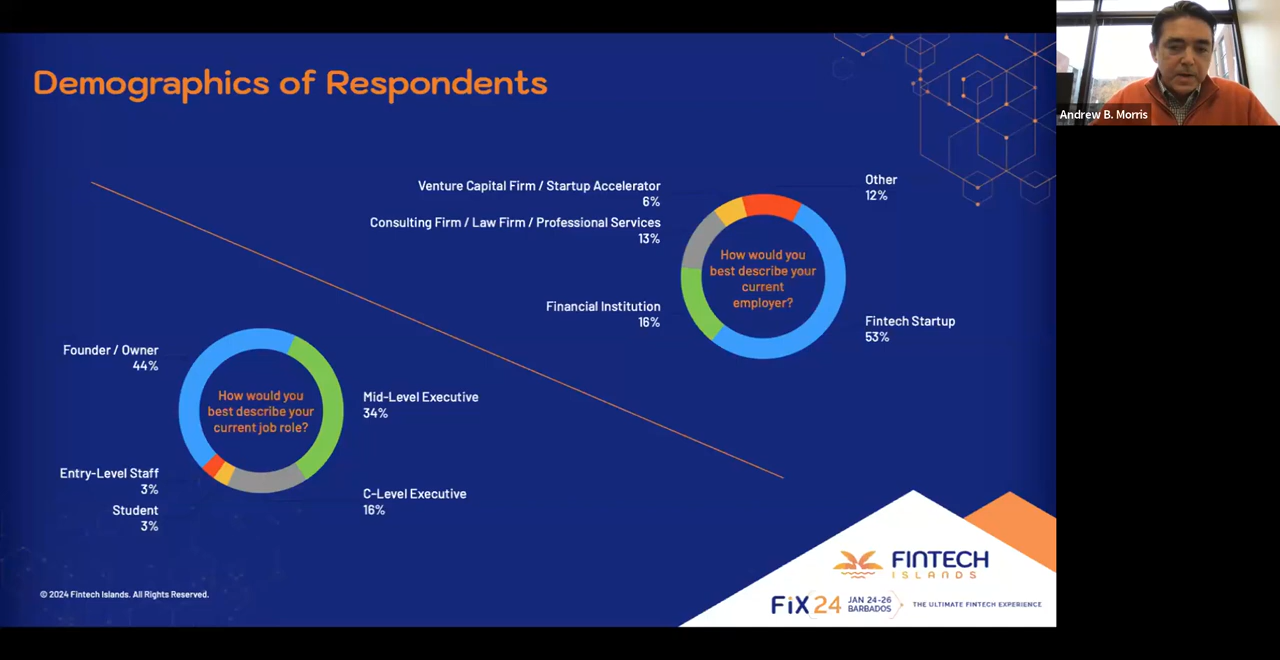 Demographics of Respondents
Andrew B. Morris
Venture Capital Firm / Startup Accelerator
6%
Consulting Firm / Law Firm / Professional Services
13%
Financial Institution
16%
How would you
best describe your
current
employer?
Other
12%
Fintech Startup
53%
Founder / Owner
44%
Entry-Level Staff
3%
Student
3%
How would you
best describe your
current job role?
Mid-Level Executive
34%
C-Level Executive
16%
© 2024 Fintech Islands. All Rights Reserved.
FINTECH
ISLANDS
FiX 24
JAN 24-26
BARBADOS
THE ULTIMATE FINTECH EXPERIENCE